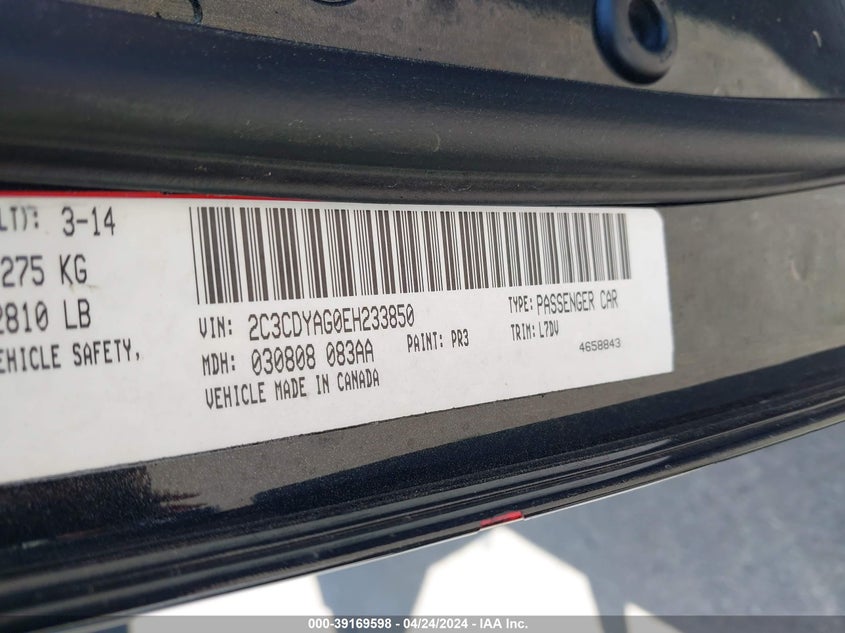 LT): 3-14
275 KG
2810 LB
EHICLE SAFETY,
VIN: 2C3CDYAG0EH233850
TYPE: PASSENGER CAR
MDH: 030808 083AA
PAINT: PR3
TRIM: L7DV
VEHICLE MADE IN CANADA
4658843
000-39169598 - 04/24/2024 - IAA Inc.